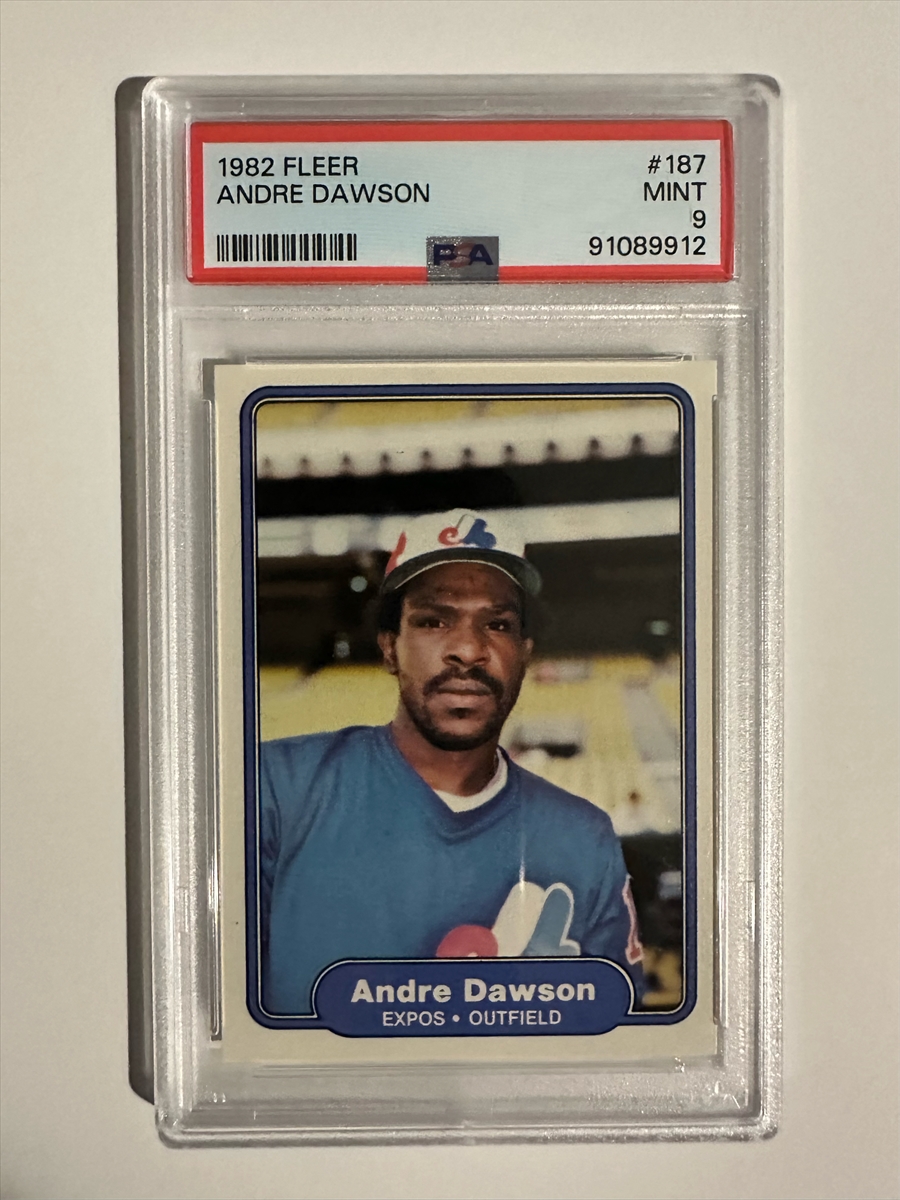 1982 FLEER #187
ANDRE DAWSON MINT
9
91089912
PSA
Andre Dawson
EXPOS • OUTFIELD